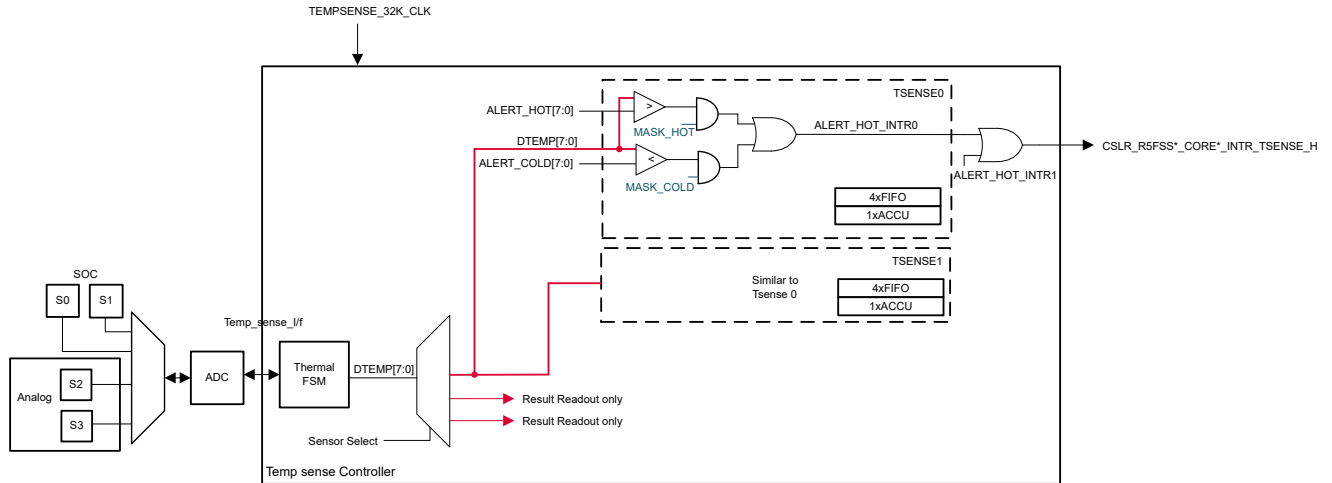 TEMPSENSE_32K_CLK
TSENSE0
ALERT_HOT[7:0]
>
MASK_HOT
DTEMP[7:0]
ALERT_COLD[7:0]
<
MASK_COLD
ALERT_HOT_INTR0
ALERT_HOT_INTR1
CSLR_R5FSS*_CORE*_INTR_TSENSE_H
4xFIFO
1xACCU
TSENSE1
Similar to
Tsense 0
4xFIFO
1xACCU
SOC
S0
S1
Analog
S2
S3
ADC
Temp_sense_I/f
Thermal
FSM
DTEMP[7:0]
Result Readout only
Result Readout only
Sensor Select
Temp sense Controller